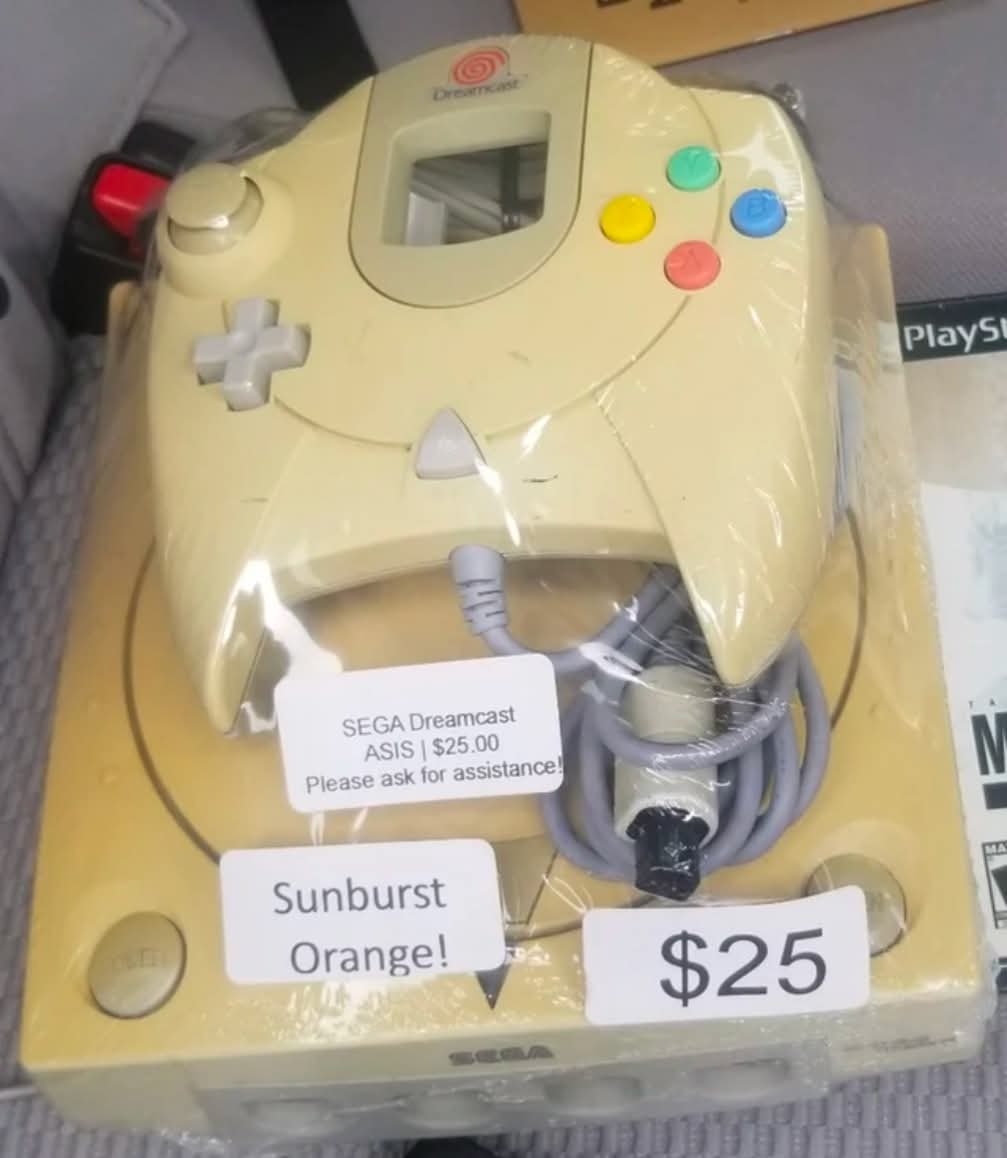 Dreamcast
Y
B
A
PlaySt
SEGA Dreamcast
ASIS | $25.00
Please ask for assistance!
Sunburst
Orange!
$25
M
SEGA